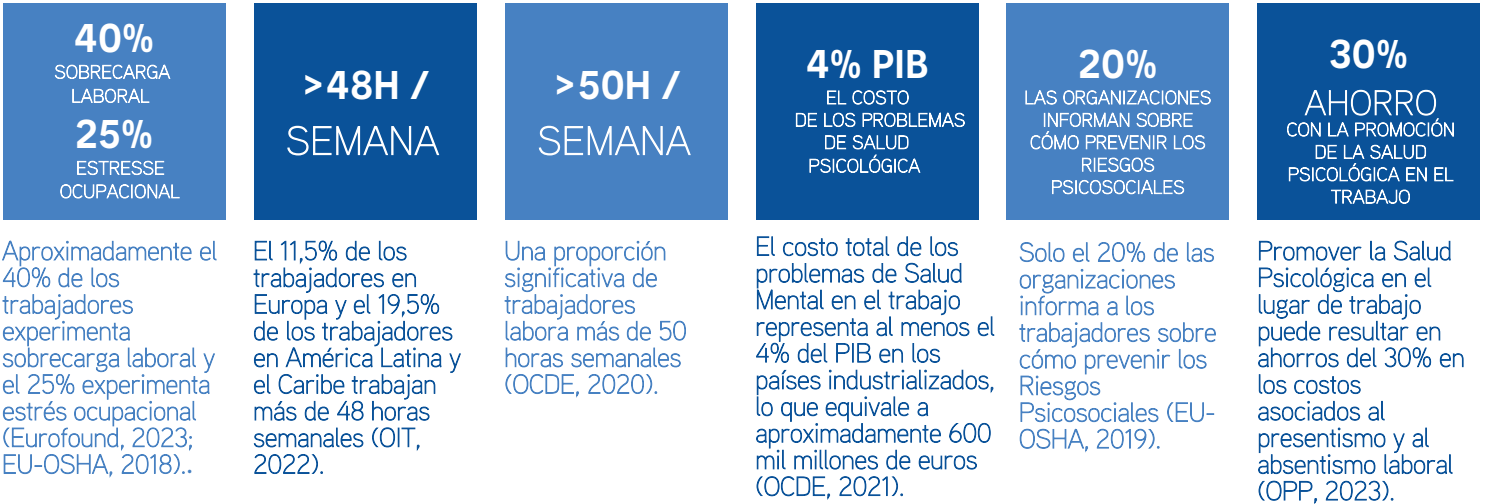 40%
SOBRECARGA
LABORAL
25%
ESTRESSE
OCUPACIONAL
Aproximadamente el
40% de los
trabajadores
experimenta
sobrecarga laboral y
el 25% experimenta
estrés ocupacional
(Eurofound, 2023;
EU-OSHA, 2018)..
>48H /
SEMANA
El 11,5% de los
trabajadores en
Europa y el 19,5%
de los trabajadores
en América Latina y
el Caribe trabajan
más de 48 horas
semanales (OIT,
2022).
>50H /
SEMANA
Una proporción
significativa de
trabajadores
labora más de 50
horas semanales
(OCDE, 2020).
4% PIB
EL COSTO
DE LOS PROBLEMAS
DE SALUD
PSICOLÓGICA
El costo total de los
problemas de Salud
Mental en el trabajo
representa al menos el
4% del PIB en los
países industrializados,
lo que equivale a
aproximadamente 600
mil millones de euros
(OCDE, 2021).
20%
LAS ORGANIZACIONES
INFORMAN SOBRE
CÓMO PREVENIR LOS
RIESGOS
PSICOSOCIALES
Solo el 20% de las
organizaciones
informa a los
trabajadores sobre
cómo prevenir los
Riesgos
Psicosociales (EU-
OSHA, 2019).
30%
AHORRO
CON LA PROMOCIÓN
DE LA SALUD
PSICOLÓGICA EN EL
TRABAJO
Promover la Salud
Psicológica en el
lugar de trabajo
puede resultar en
ahorros del 30% en
los costos
asociados al
presentismo y al
absentismo laboral
(OPP, 2023).